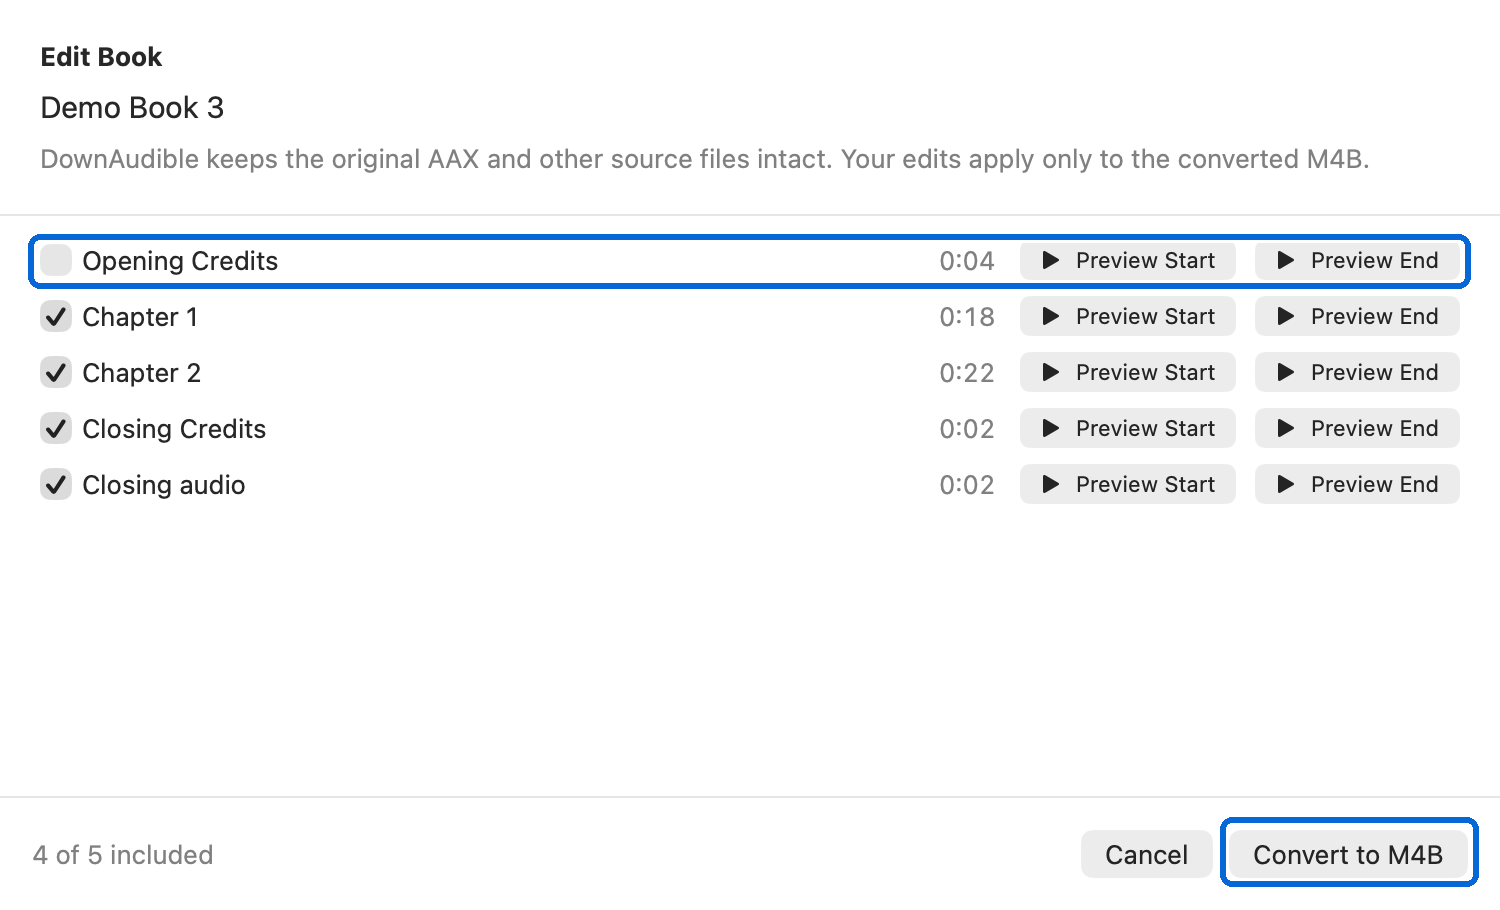 Edit Book
Demo Book 3
DownAudible keeps the original AAX and other source files intact. Your edits apply only to the converted M4B.
Opening Credits 0:04 Preview Start Preview End
Chapter 1 0:18 Preview Start Preview End
Chapter 2 0:22 Preview Start Preview End
Closing Credits 0:02 Preview Start Preview End
Closing audio 0:02 Preview Start Preview End
4 of 5 included Cancel Convert to M4B